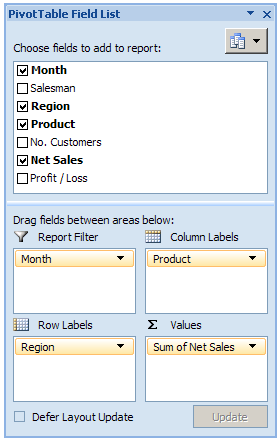 PivotTable Field List
Choose fields to add to report:
Month
Salesman
Region
Product
No. Customers
Net Sales
Profit / Loss
Drag fields between areas below:
Report Filter
Column Labels
Month
Product
Row Labels
Σ Values
Region
Sum of Net Sales
Defer Layout Update
Update